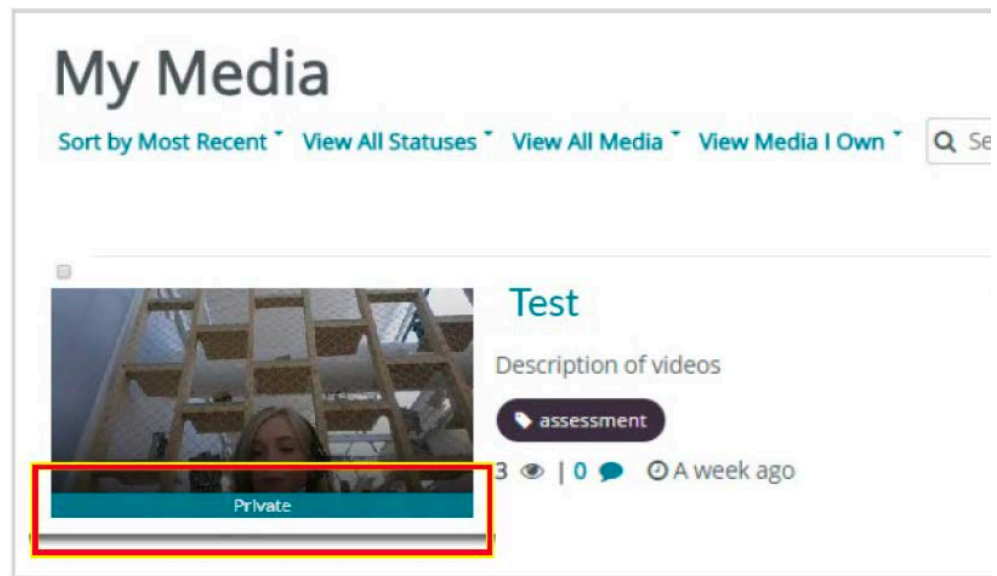 My Media
Sort by Most Recent View All Statuses View All Media View Media I Own Se
Test
Description of videos
assessment
3 | 0 A week ago
Private